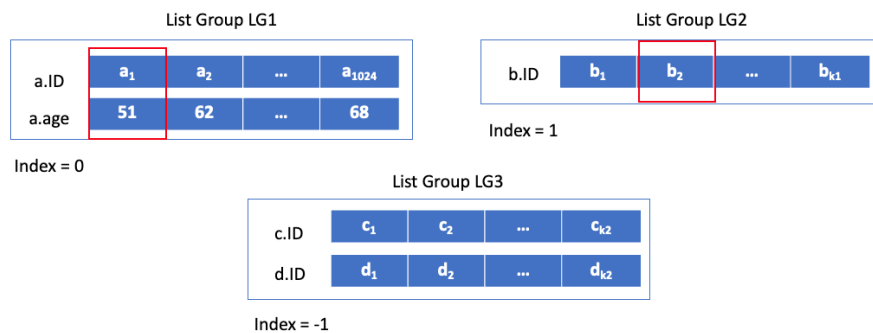 List Group LG1
a.ID a₁ a₂ ... a₁₀₂₄
a.age 51 62 ... 68
Index = 0
List Group LG2
b.ID b₁ b₂ ... bₖ₁
Index = 1
List Group LG3
c.ID c₁ c₂ ... cₖ₂
d.ID d₁ d₂ ... dₖ₂
Index = -1